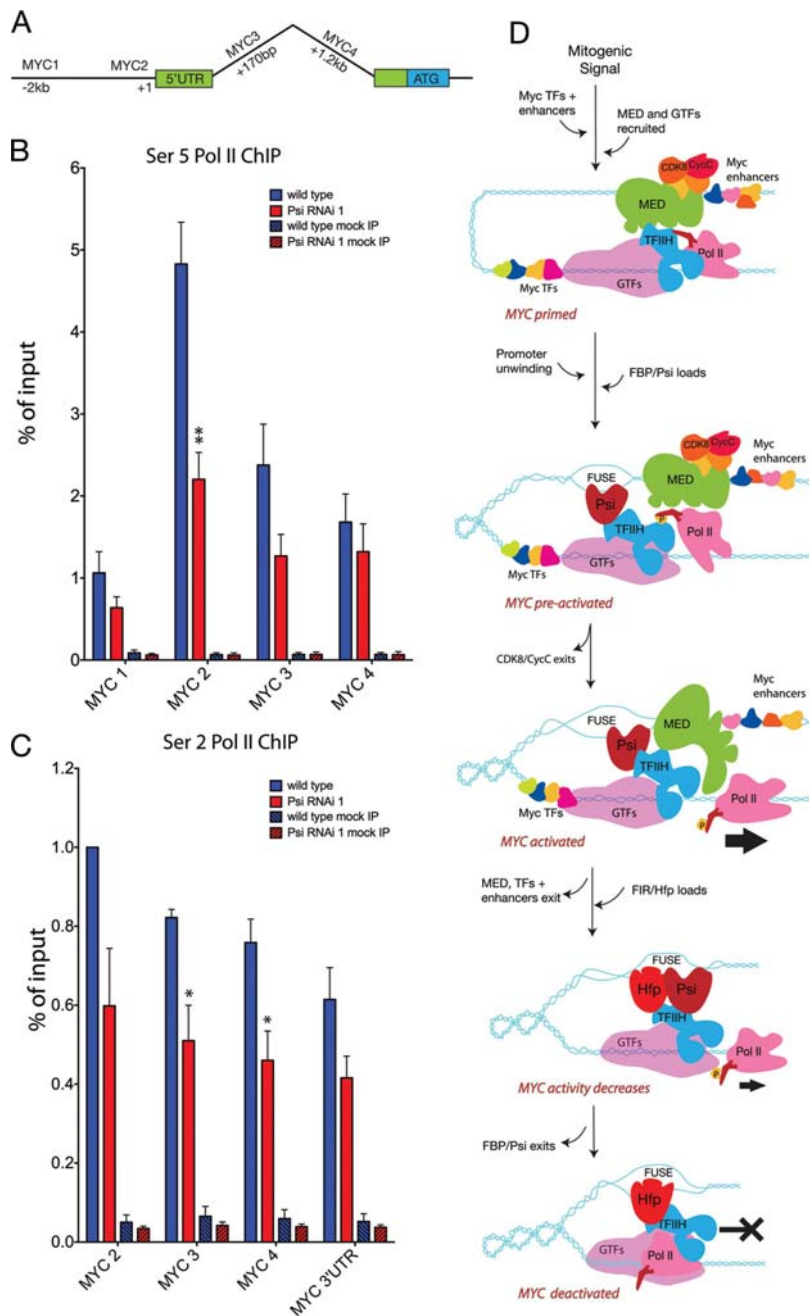 A
MYC1
-2kb
MYC2
+1
5'UTR
MYC3
+170bp
MYC4
+1.2kb
ATG
B
Ser 5 Pol II ChIP
wild type
Psi RNAi 1
wild type mock IP
Psi RNAi 1 mock IP
% of input
6
5
4
3
2
1
0
**
MYC 1
MYC 2
MYC 3
MYC 4
C
Ser 2 Pol II ChIP
wild type
Psi RNAi 1
wild type mock IP
Psi RNAi 1 mock IP
% of input
1.2
1.0
0.8
0.6
0.4
0.2
0.0
*
*
MYC 2
MYC 3
MYC 4
MYC 3'UTR
D
Mitogenic
Signal
Myc TFs +
enhancers
MED and GTFs
recruited
CDK8
CycC
Myc
enhancers
MED
TFIIH
Pol II
Myc TFs
GTFs
MYC primed
Promoter
unwinding
FBP/Psi loads
CDK8
CycC
Myc
enhancers
FUSE
MED
Psi
TFIIH
P
Pol II
Myc TFs
GTFs
MYC pre-activated
CDK8/CycC exits
Myc
enhancers
FUSE
MED
Psi
TFIIH
Myc TFs
GTFs
Pol II
P
MYC activated
MED, TFs +
enhancers exit
FIR/Hfp loads
FUSE
Hfp
Psi
TFIIH
GTFs
Pol II
P
MYC activity decreases
FBP/Psi exits
FUSE
Hfp
TFIIH
GTFs
Pol II
MYC deactivated